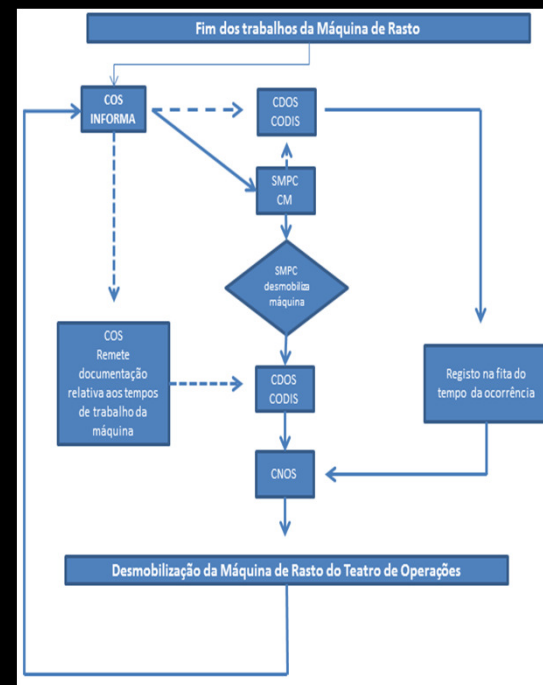 Fim dos trabalhos da Máquina de Rasto
COS
INFORMA
CDOS
CODIS
SMPC
CM
SMPC
desmobiliza
máquina
COS
Remete
documentação
relativa aos tempos
de trabalho da
máquina
CDOS
CODIS
Registo na fita do
tempo da ocorrência
CNOS
Desmobilização da Máquina de Rasto do Teatro de Operações